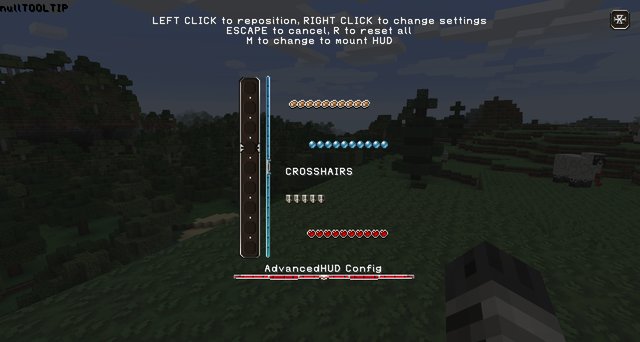 nullTOOLTIP
LEFT CLICK to reposition, RIGHT CLICK to change settings
ESCAPE to cancel, R to reset all
M to change to mount HUD
CROSSHAIRS
AdvancedHUD Config